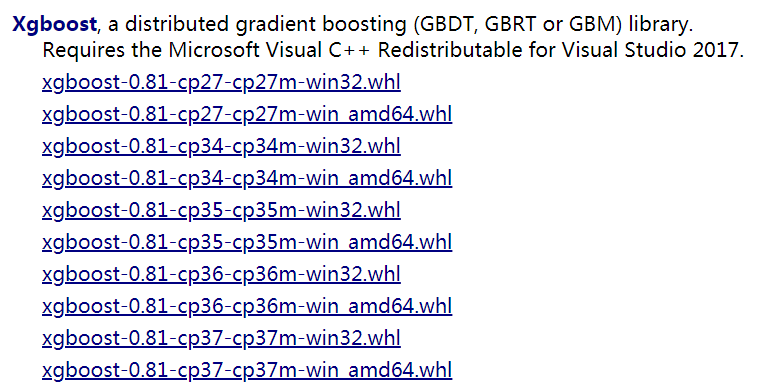 Xgboost, a distributed gradient boosting (GBDT, GBRT or GBM) library.
Requires the Microsoft Visual C++ Redistributable for Visual Studio 2017.
xgboost-0.81-cp27-cp27m-win32.whl
xgboost-0.81-cp27-cp27m-win_amd64.whl
xgboost-0.81-cp34-cp34m-win32.whl
xgboost-0.81-cp34-cp34m-win_amd64.whl
xgboost-0.81-cp35-cp35m-win32.whl
xgboost-0.81-cp35-cp35m-win_amd64.whl
xgboost-0.81-cp36-cp36m-win32.whl
xgboost-0.81-cp36-cp36m-win_amd64.whl
xgboost-0.81-cp37-cp37m-win32.whl
xgboost-0.81-cp37-cp37m-win_amd64.whl